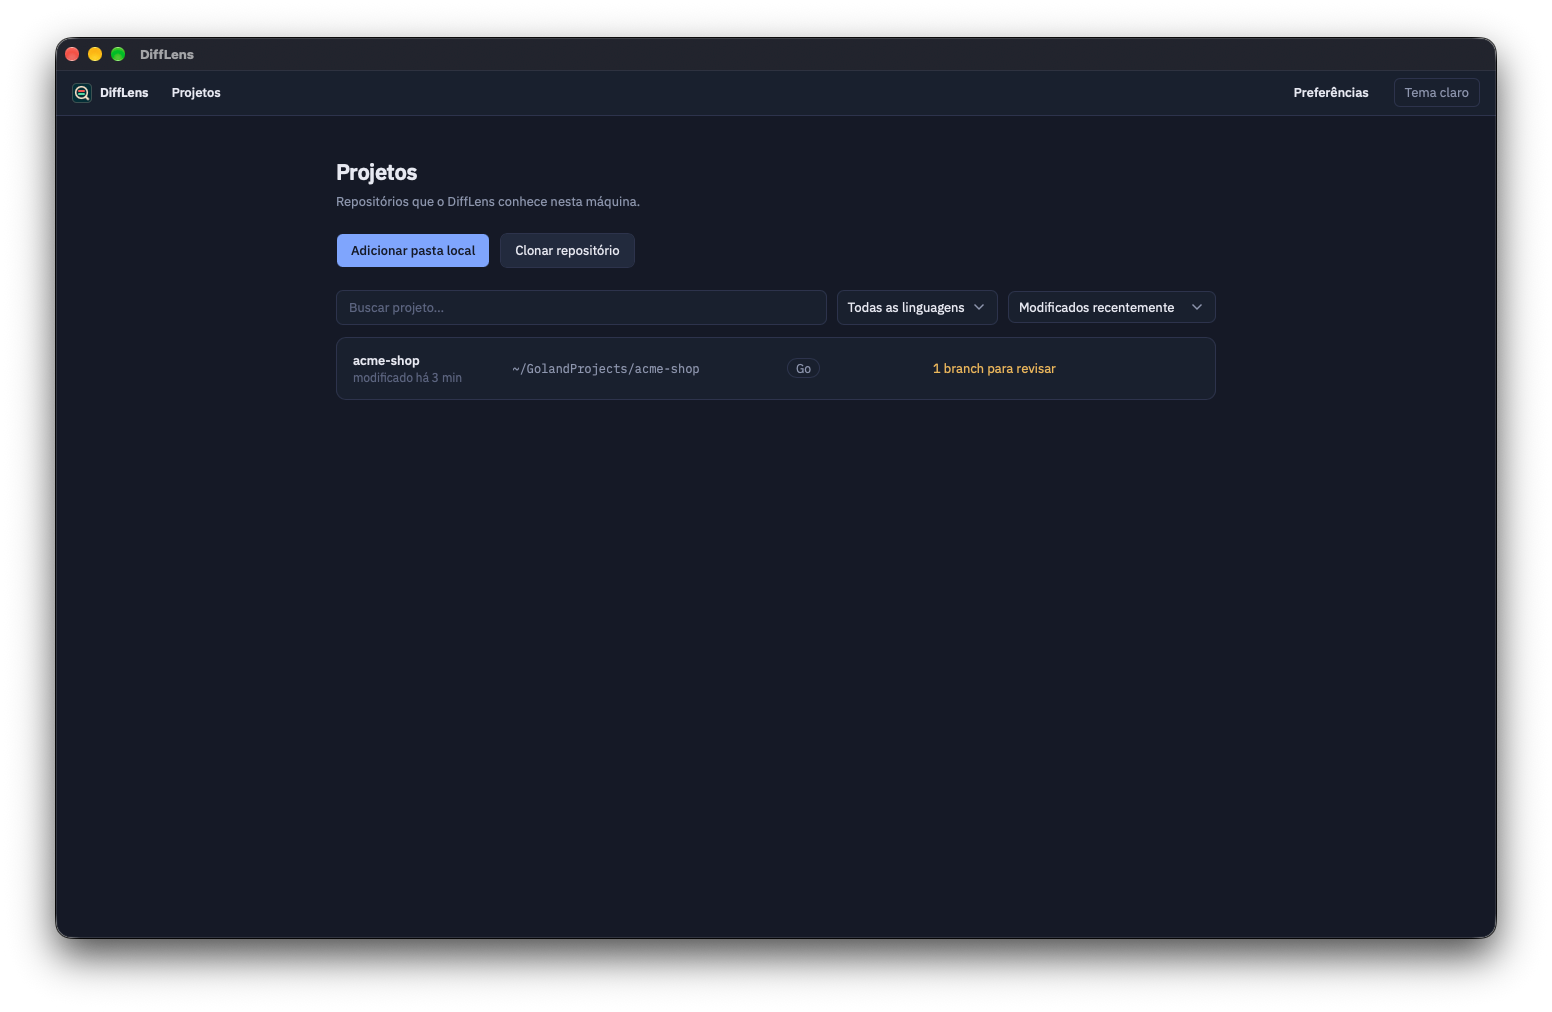 DiffLens
DiffLens Projetos Preferências Tema claro
Projetos
Repositórios que o DiffLens conhece nesta máquina.
Adicionar pasta local Clonar repositório
Buscar projeto... Todas as linguagens Modificados recentemente
acme-shop ~/GolandProjects/acme-shop Go 1 branch para revisar
modificado há 3 min